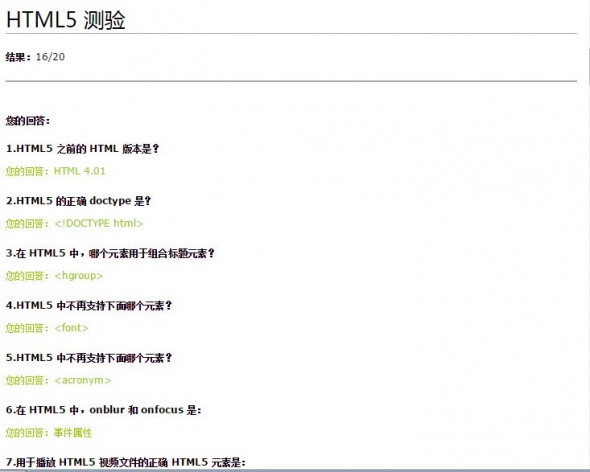 HTML5 测验
结果：16/20
您的回答：
1.HTML5 之前的 HTML 版本是？
您的回答：HTML 4.01
2.HTML5 的正确 doctype 是？
您的回答：<!DOCTYPE html>
3.在 HTML5 中，哪个元素用于组合标题元素？
您的回答：<hgroup>
4.HTML5 中不再支持下面哪个元素？
您的回答：<font>
5.HTML5 中不再支持下面哪个元素？
您的回答：<acronym>
6.在 HTML5 中，onblur 和 onfocus 是：
您的回答：事件属性
7.用于播放 HTML5 视频文件的正确 HTML5 元素是：